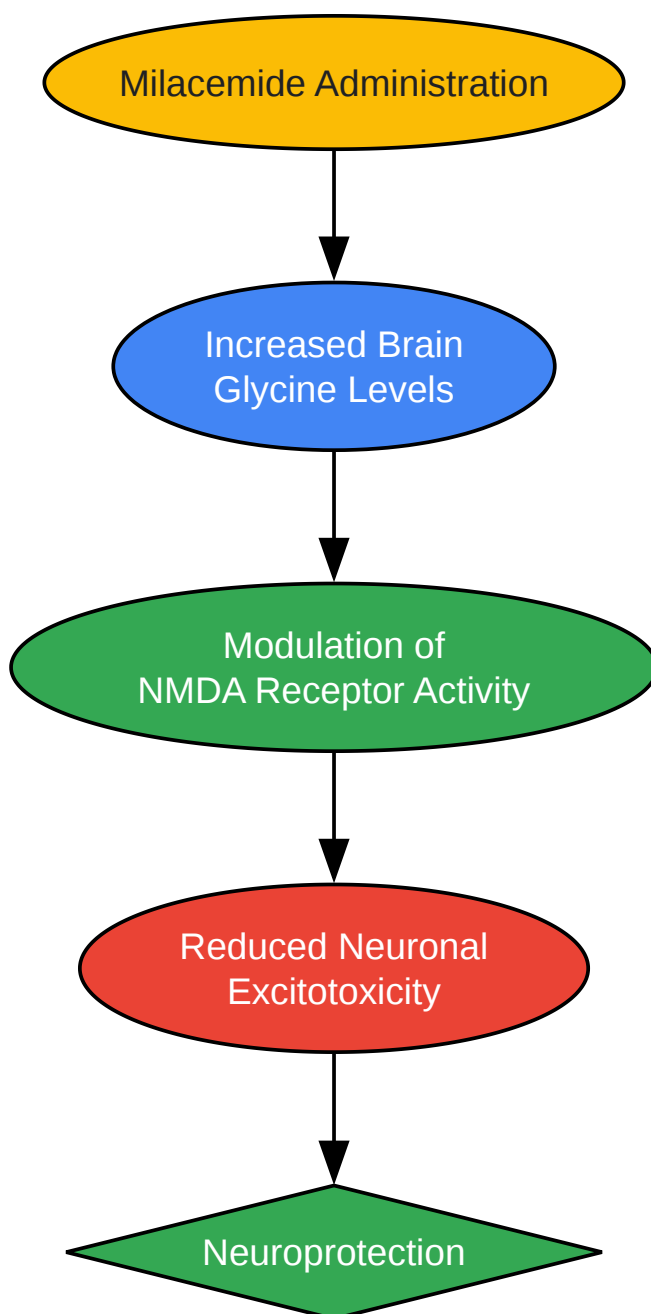 Milacemide Administration
Increased Brain
Glycine Levels
Modulation of
NMDA Receptor Activity
Reduced Neuronal
Excitotoxicity
Neuroprotection